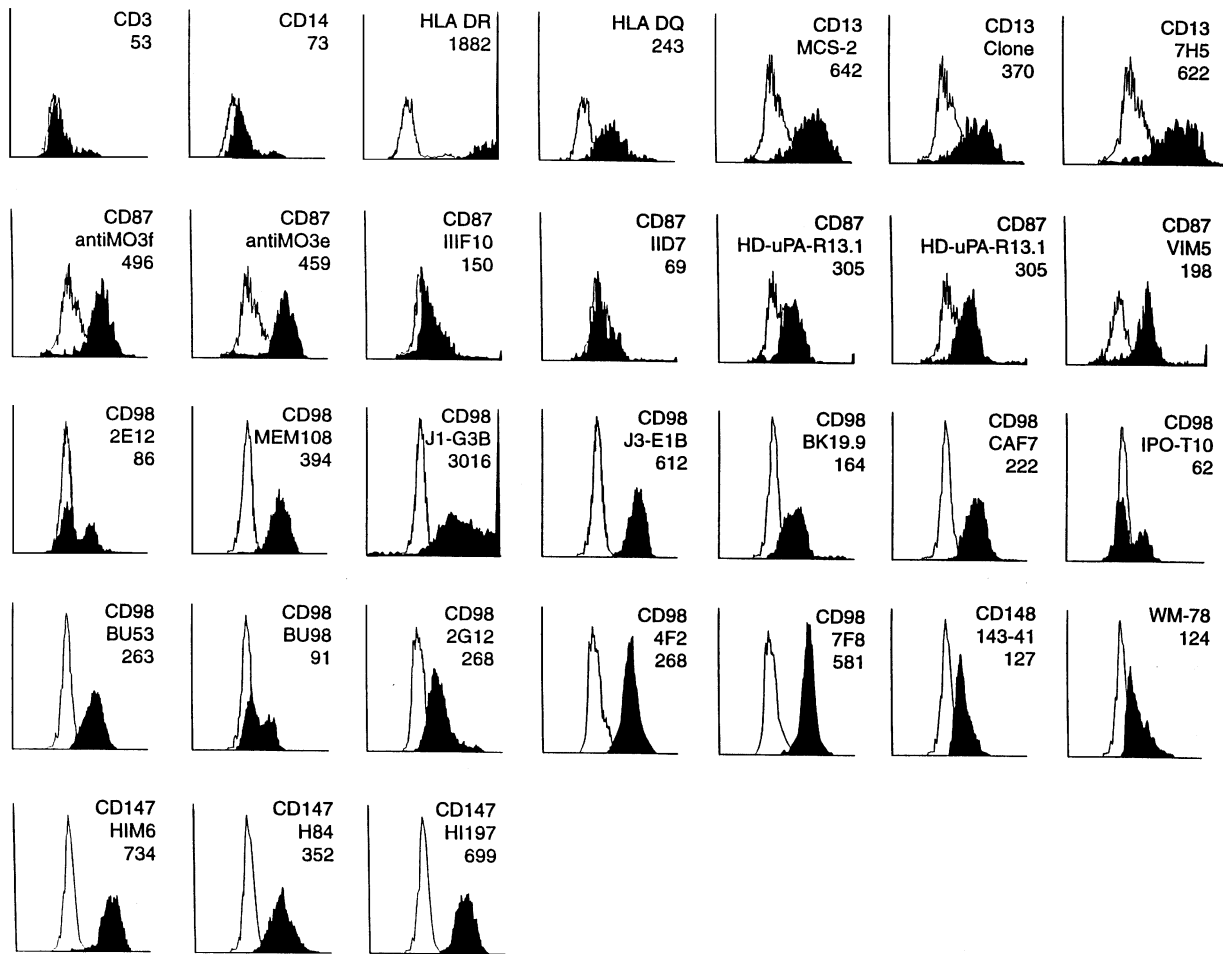 CD3
53
CD14
73
HLA DR
1882
HLA DQ
243
CD13
MCS-2
642
CD13
Clone
370
CD13
7H5
622
CD87
antiMO3f
496
CD87
antiMO3e
459
CD87
IIIF10
150
CD87
IID7
69
CD87
HD-uPA-R13.1
305
CD87
HD-uPA-R13.1
305
CD87
VIM5
198
CD98
2E12
86
CD98
MEM108
394
CD98
J1-G3B
3016
CD98
J3-E1B
612
CD98
BK19.9
164
CD98
CAF7
222
CD98
IPO-T10
62
CD98
BU53
263
CD98
BU98
91
CD98
2G12
268
CD98
4F2
268
CD98
7F8
581
CD148
143-41
127
WM-78
124
CD147
HIM6
734
CD147
H84
352
CD147
HI197
699